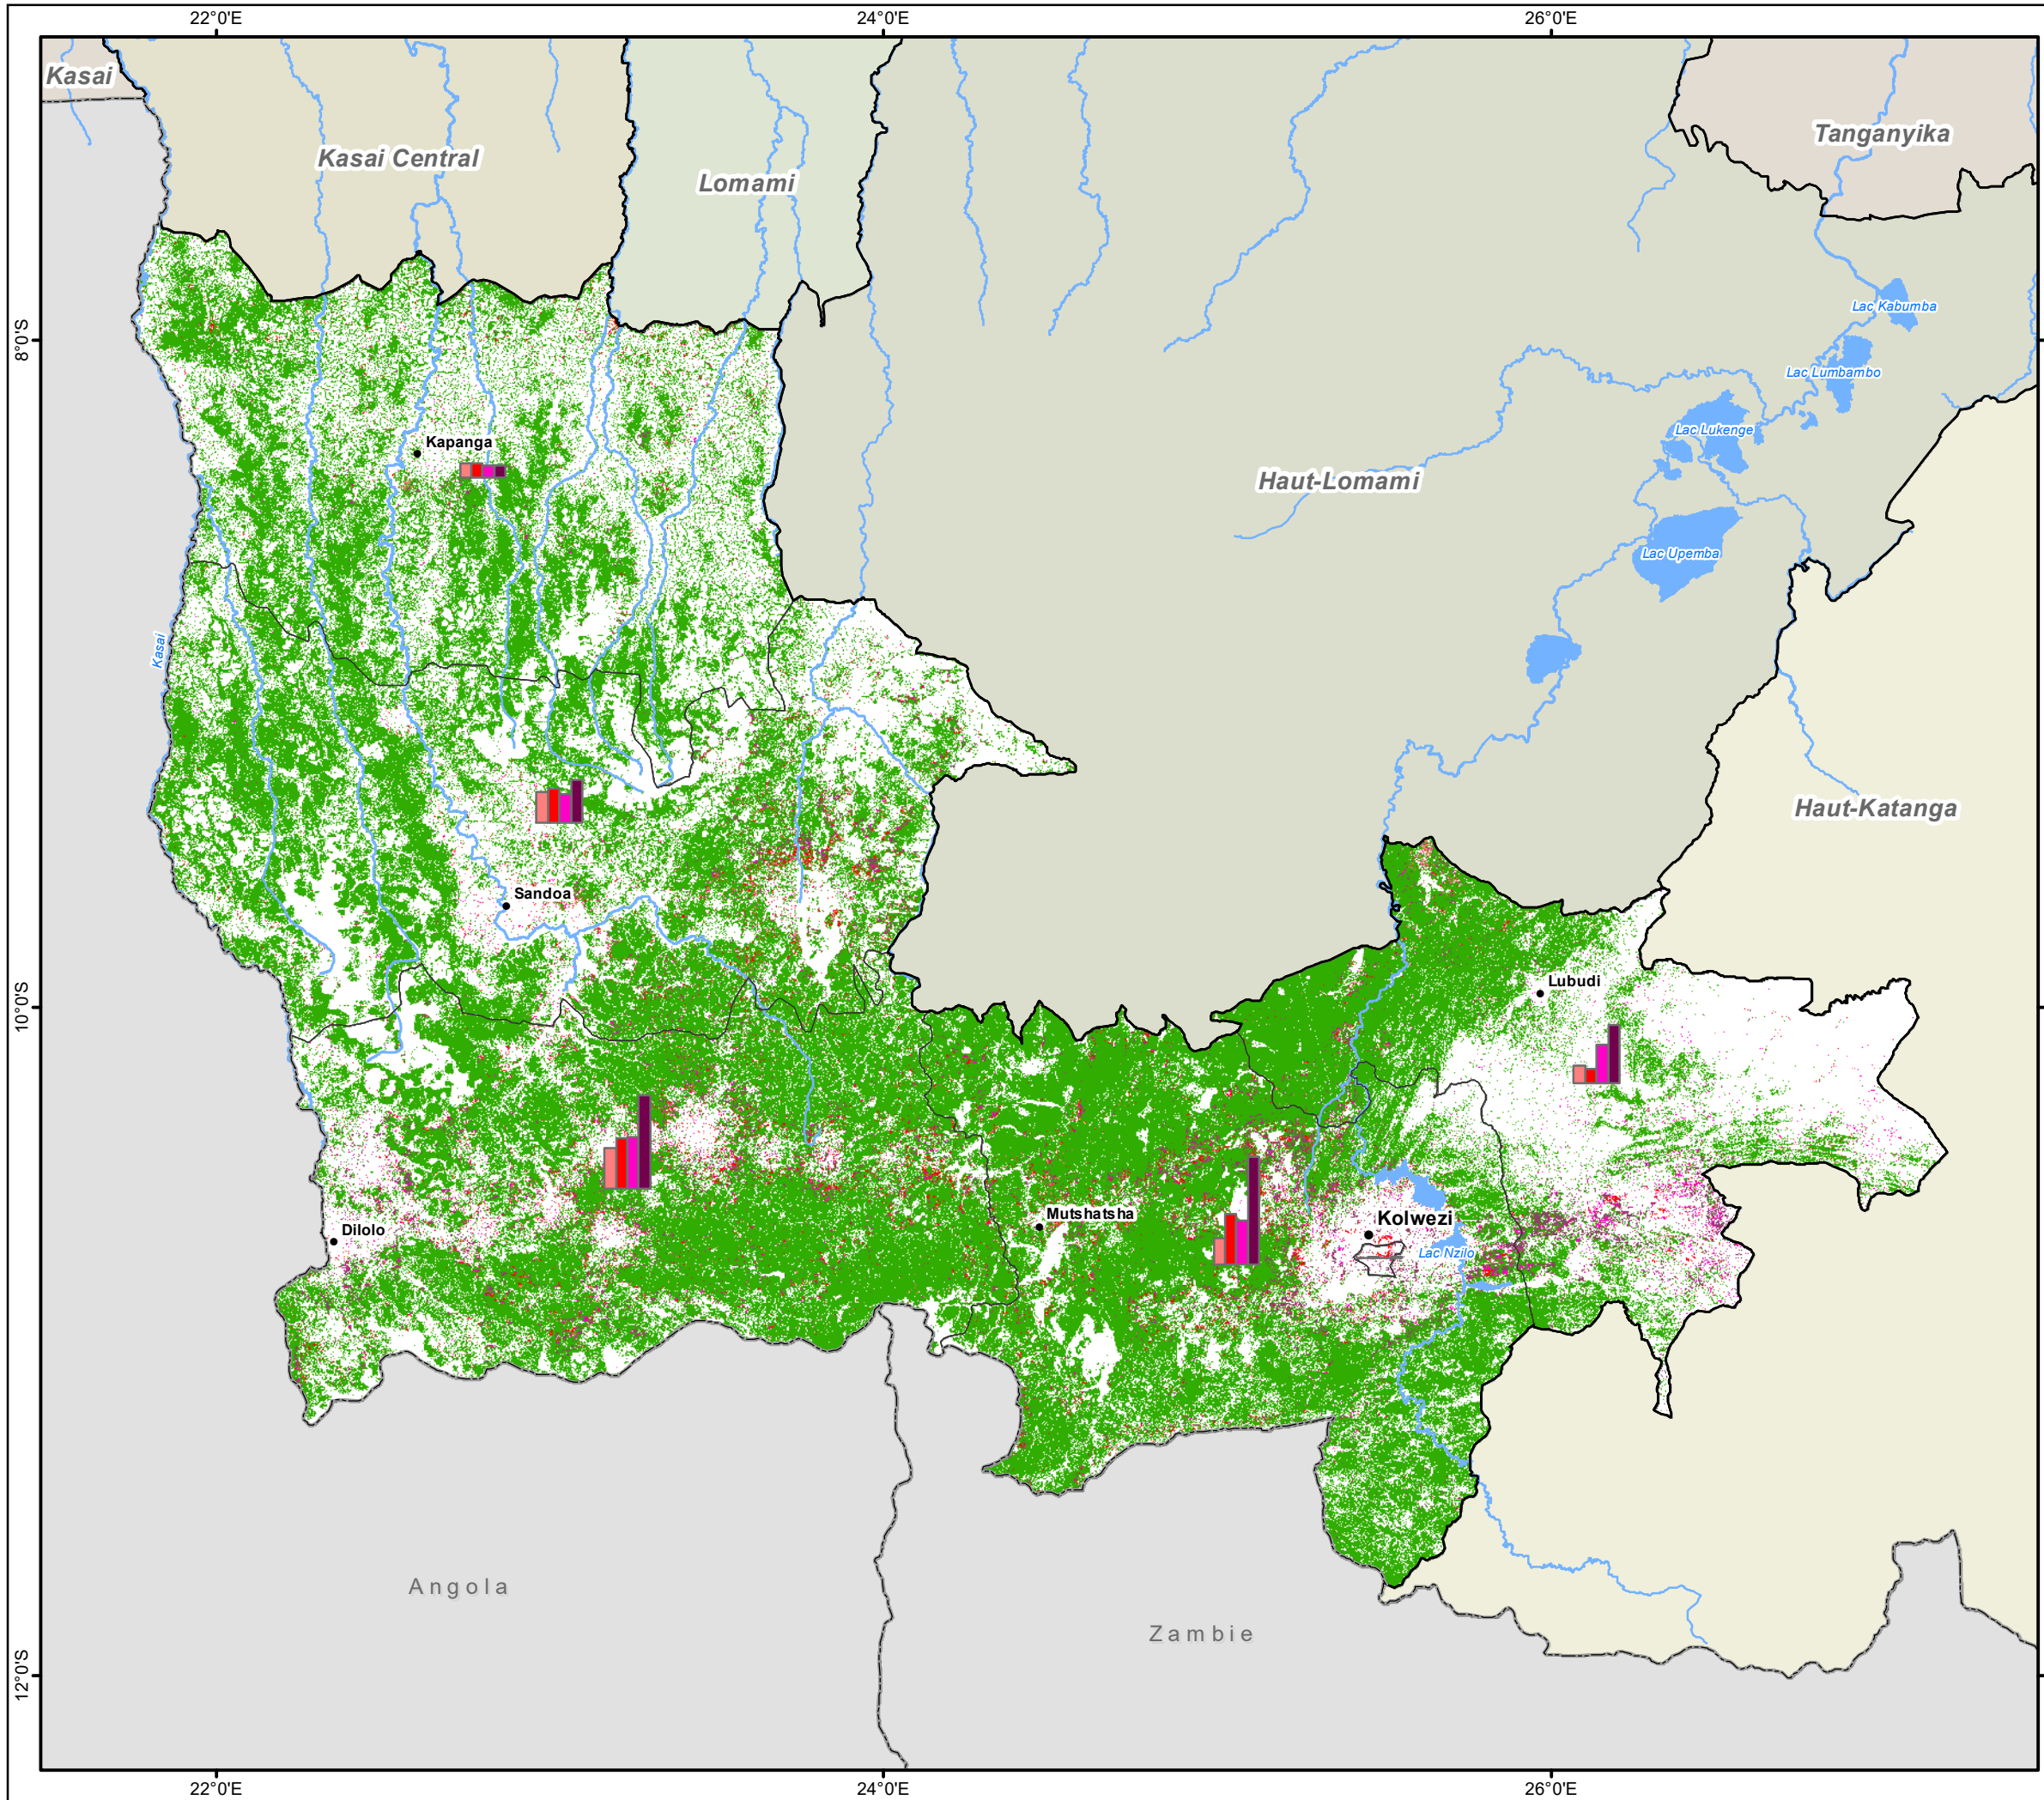 22°0'E
24°0'E
26°0'E
Kasai
Tanganyika
Kasai Central
Lomami
Lac Kabumba
8°0'S
Lac Lumbambo
Lac Lukenge
Kapanga
Haut-Lomami
Lac Upemba
Kasai
Haut-Katanga
Sandoa
Lubudi
10°0'S
Mutshatsha
Kolwezi
Dilolo
Lac Nzilo
Angola
Zambie
12°0'S
22°0'E
24°0'E
26°0'E